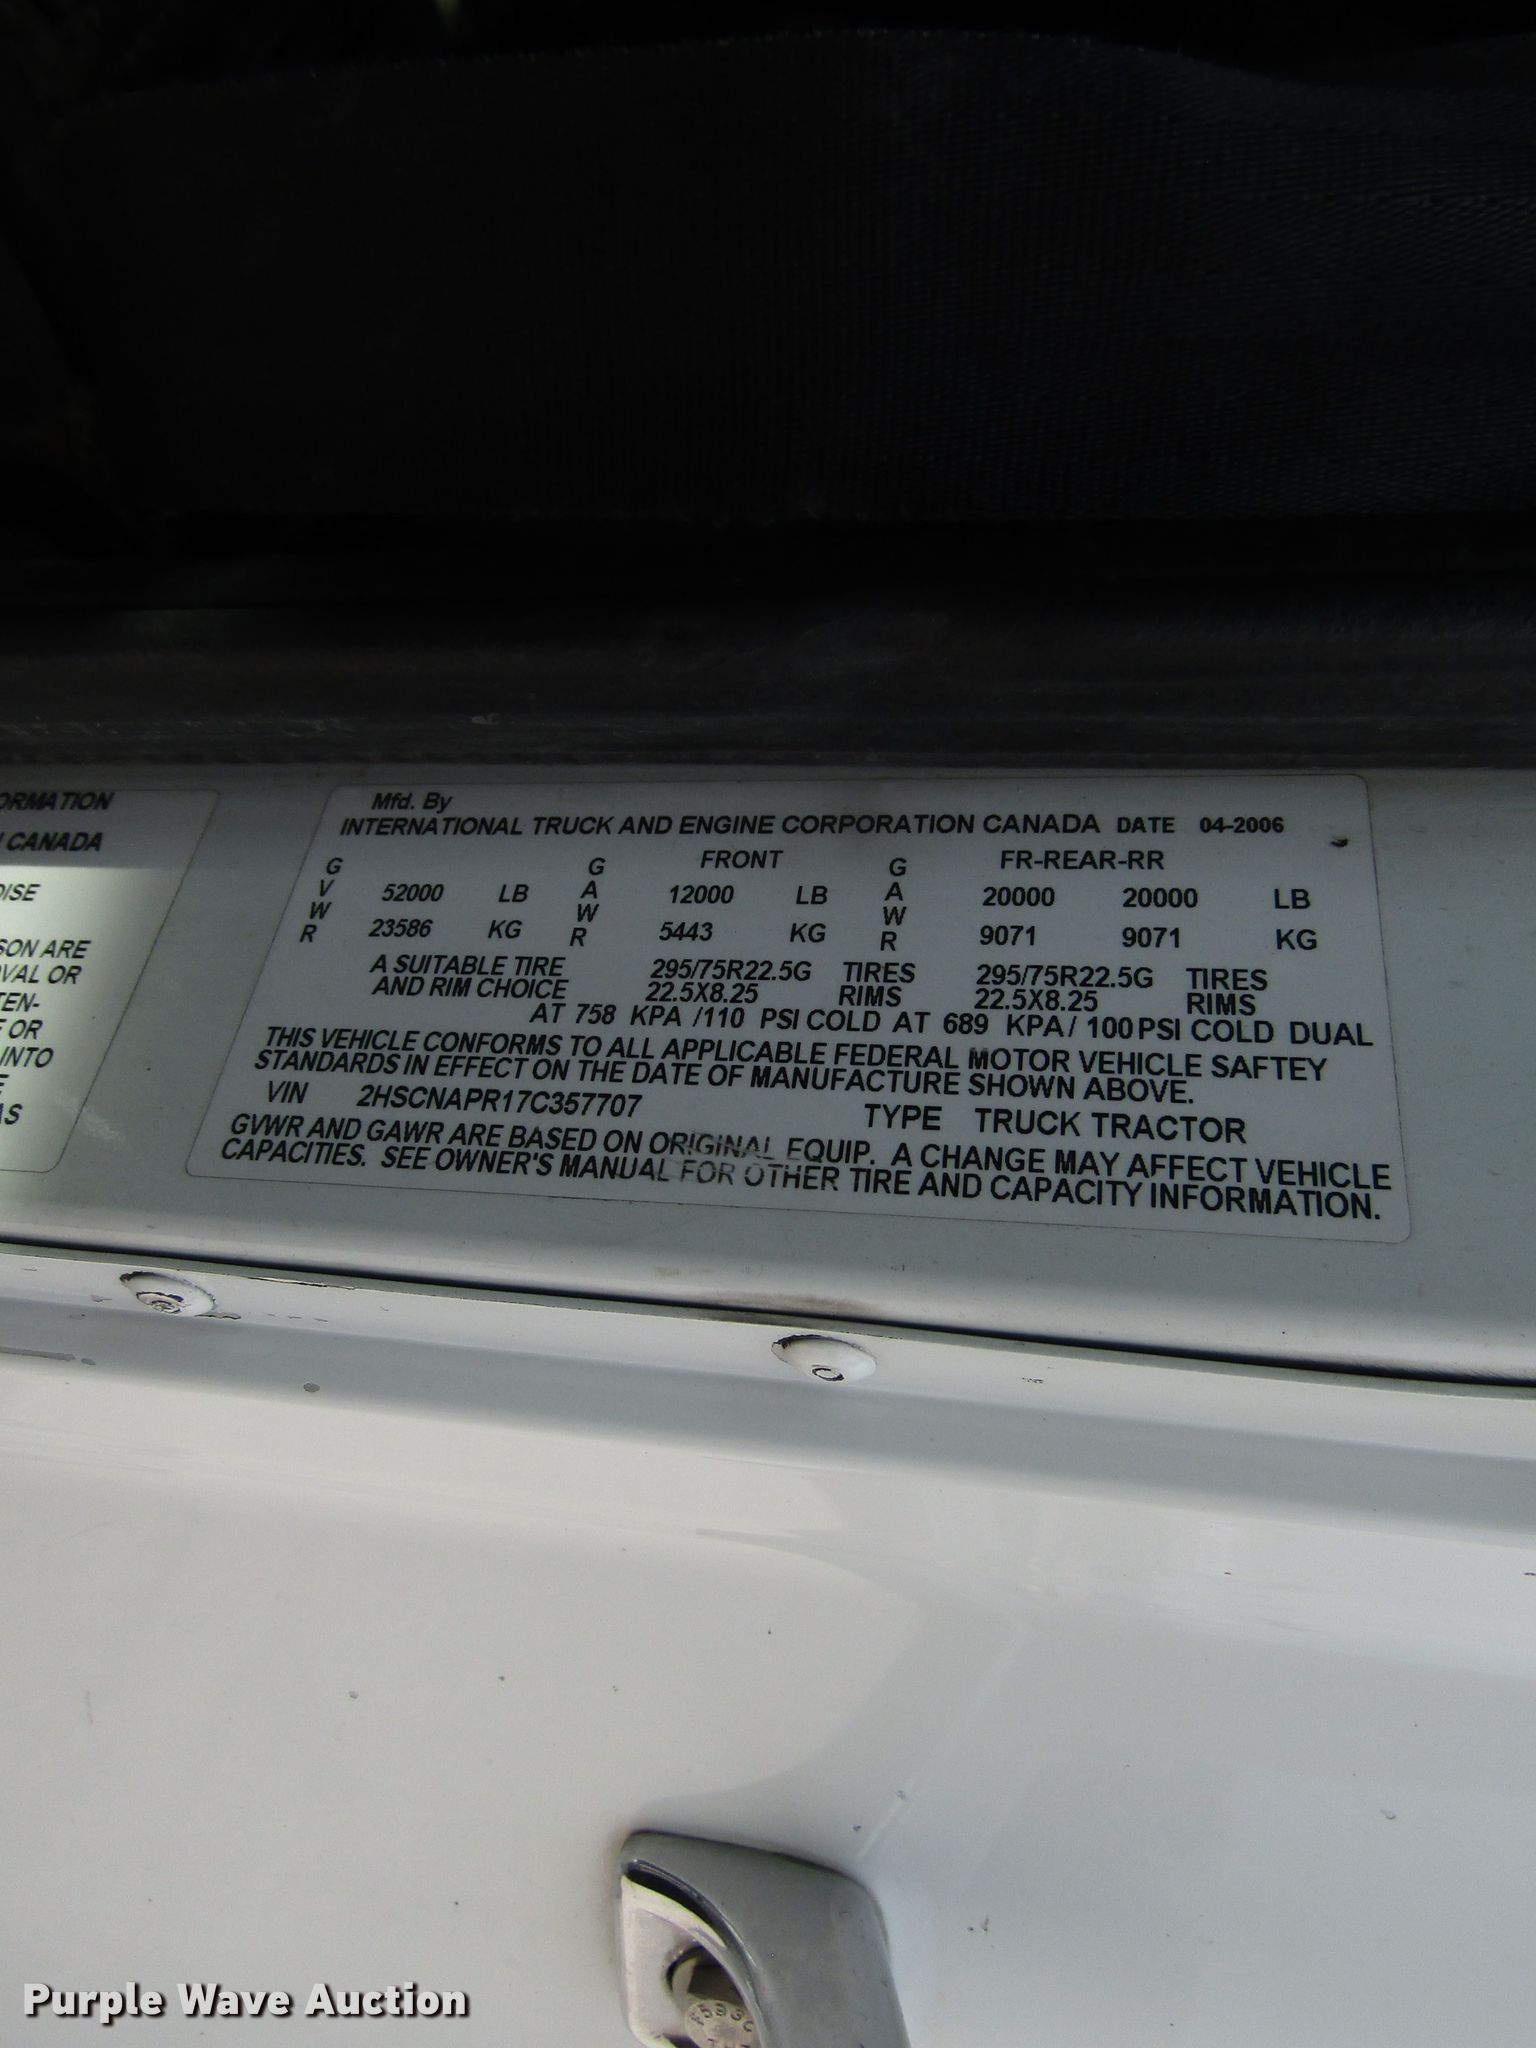 ORMATION
CANADA
OISE
SON ARE
OVAL OR
TEN-
E OR
INTO
E
AS
Mfd. By
INTERNATIONAL TRUCK AND ENGINE CORPORATION CANADA DATE 04-2006
GVWR GAWR FRONT GAWR FR-REAR-RR
52000 LB 12000 LB 20000 20000 LB
23586 KG 5443 KG 9071 9071 KG
A SUITABLE TIRE 295/75R22.5G TIRES 295/75R22.5G TIRES
AND RIM CHOICE 22.5X8.25 RIMS 22.5X8.25 RIMS
AT 758 KPA /110 PSI COLD AT 689 KPA/ 100 PSI COLD DUAL
THIS VEHICLE CONFORMS TO ALL APPLICABLE FEDERAL MOTOR VEHICLE SAFTEY
STANDARDS IN EFFECT ON THE DATE OF MANUFACTURE SHOWN ABOVE.
VIN 2HSCNAPR17C357707 TYPE TRUCK TRACTOR
GVWR AND GAWR ARE BASED ON ORIGINAL EQUIP. A CHANGE MAY AFFECT VEHICLE
CAPACITIES. SEE OWNER'S MANUAL FOR OTHER TIRE AND CAPACITY INFORMATION.
Purple Wave Auction